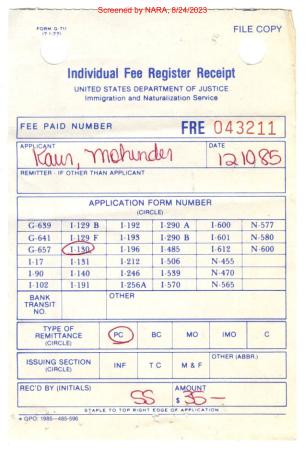 Screened by NARA, 8/24/2023
FORM G-711
(7-1-77)
FILE COPY
Individual Fee Register Receipt
UNITED STATES DEPARTMENT OF JUSTICE
Immigration and Naturalization Service
FEE PAID NUMBER FRE 043211
APPLICANT DATE
Kaur, Mohinder 121085
REMITTER - IF OTHER THAN APPLICANT
APPLICATION FORM NUMBER
(CIRCLE)
G-639 I-129 B I-192 I-290 A I-600 N-577
G-641 I-129 F I-193 I-290 B I-601 N-580
G-657 I-130 I-196 I-485 I-612 N-600
I-17 I-131 I-212 I-506 N-455
I-90 I-140 I-246 I-539 N-470
I-102 I-191 I-256A I-570 N-565
BANK TRANSIT NO. OTHER
TYPE OF REMITTANCE (CIRCLE) PC BC MO IMO C
ISSUING SECTION (CIRCLE) INF T C M & F OTHER (ABBR.)
REC'D BY (INITIALS) AMOUNT
SS $ 35-
STAPLE TO TOP RIGHT EDGE OF APPLICATION
* GPO: 1985-485-596